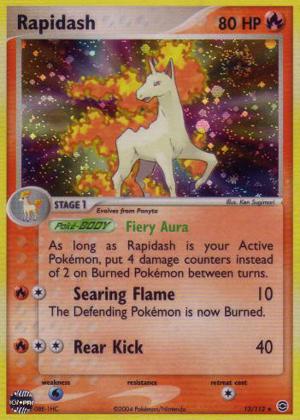 Rapidash 80 HP
STAGE 1
Evolves from Ponyta
Illus. Ken Sugimori
Poké-BODY Fiery Aura
As long as Rapidash is your Active
Pokémon, put 4 damage counters instead
of 2 on Burned Pokémon between turns.
Searing Flame 10
The Defending Pokémon is now Burned.
Rear Kick 40
weakness resistance retreat cost
©2004 Pokémon/Nintendo